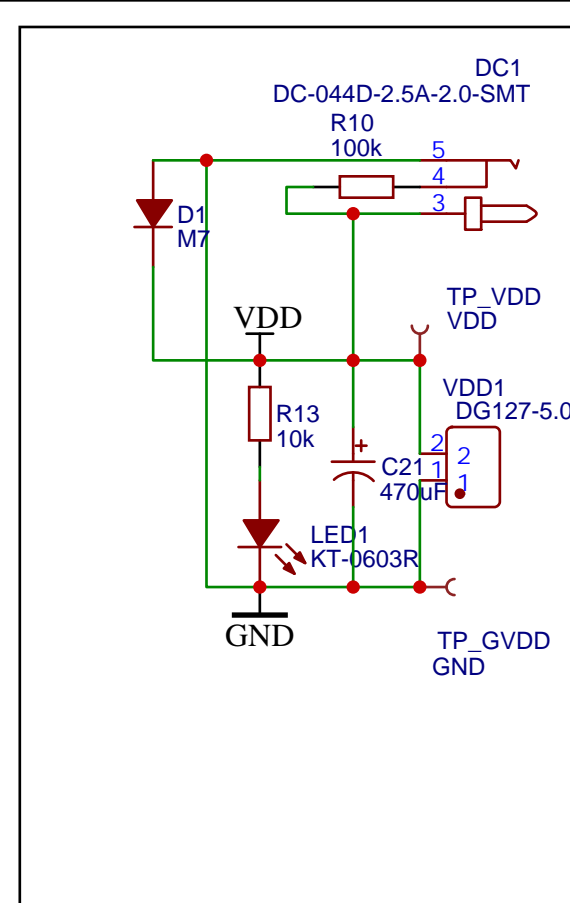 DC1
DC-044D-2.5A-2.0-SMT
R10
100k
5
4
3
D1
M7
TP_VDD
VDD
VDD
VDD1
DG127-5.0
R13
10k
2
2
1
1
C21
470uF
+
LED1
KT-0603R
GND
TP_GVDD
GND